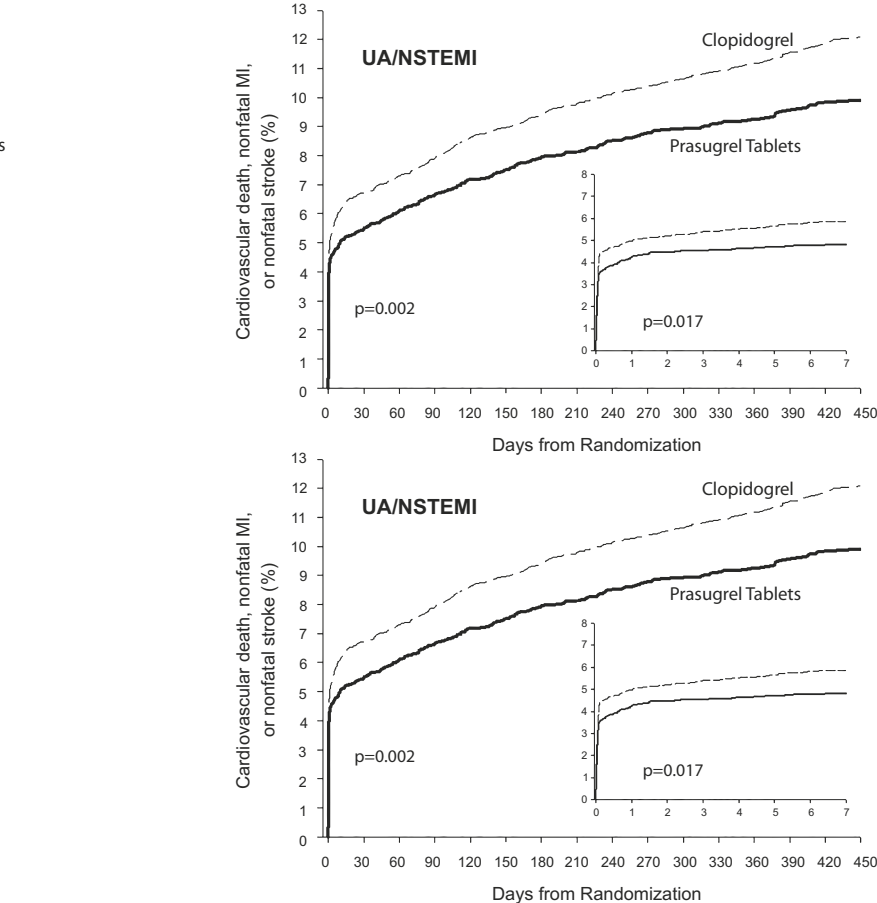 s
13
12
11
10
9
8
7
6
5
4
3
2
1
0
Cardiovascular death, nonfatal MI,
or nonfatal stroke (%)
UA/NSTEMI
Clopidogrel
Prasugrel Tablets
p=0.002
8
7
6
5
4
3
2
1
0
p=0.017
0 1 2 3 4 5 6 7
0 30 60 90 120 150 180 210 240 270 300 330 360 390 420 450
Days from Randomization
13
12
11
10
9
8
7
6
5
4
3
2
1
0
Cardiovascular death, nonfatal MI,
or nonfatal stroke (%)
UA/NSTEMI
Clopidogrel
Prasugrel Tablets
p=0.002
8
7
6
5
4
3
2
1
0
p=0.017
0 1 2 3 4 5 6 7
0 30 60 90 120 150 180 210 240 270 300 330 360 390 420 450
Days from Randomization